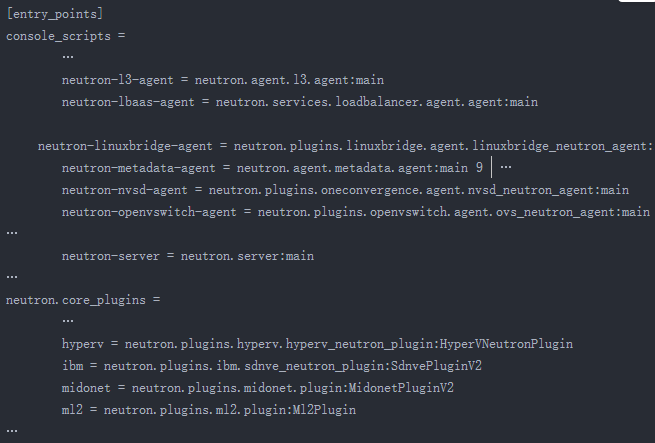 [entry_points]
console_scripts =
…
neutron-l3-agent = neutron.agent.l3.agent:main
neutron-lbaas-agent = neutron.services.loadbalancer.agent.agent:main
neutron-linuxbridge-agent = neutron.plugins.linuxbridge.agent.linuxbridge_neutron_agent:
neutron-metadata-agent = neutron.agent.metadata.agent:main 9 │ …
neutron-nvsd-agent = neutron.plugins.oneconvergence.agent.nvsd_neutron_agent:main
neutron-openvswitch-agent = neutron.plugins.openvswitch.agent.ovs_neutron_agent:main
…
neutron-server = neutron.server:main
…
neutron.core_plugins =
…
hyperv = neutron.plugins.hyperv.hyperv_neutron_plugin:HyperVNeutronPlugin
ibm = neutron.plugins.ibm.sdnve_neutron_plugin:SdnvePluginV2
midonet = neutron.plugins.midonet.plugin:MidonetPluginV2
ml2 = neutron.plugins.ml2.plugin:Ml2Plugin
…